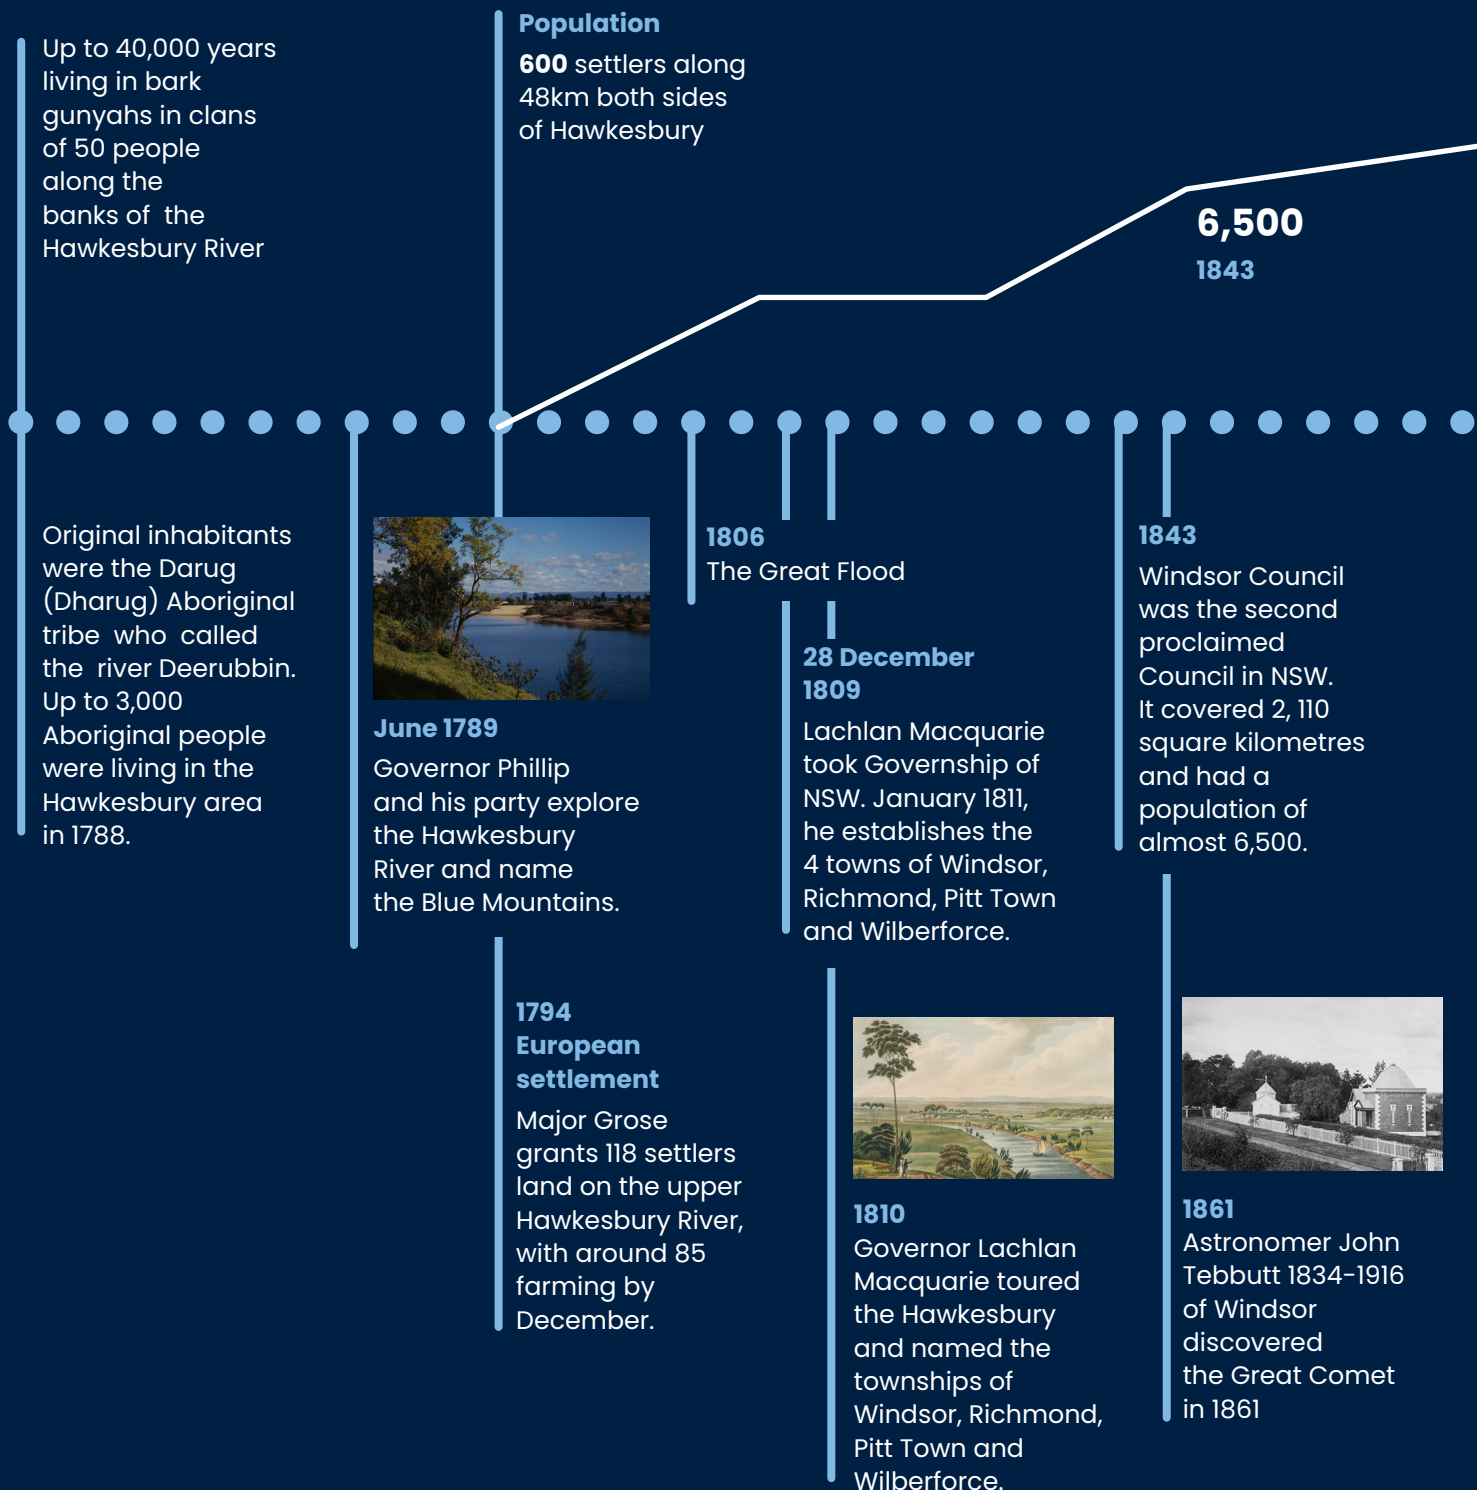 Up to 40,000 years
living in bark
gunyahs in clans
of 50 people
along the
banks of the
Hawkesbury River
Population
600 settlers along
48km both sides
of Hawkesbury
6,500
1843
Original inhabitants
were the Darug
(Dharug) Aboriginal
tribe who called
the river Deerubbin.
Up to 3,000
Aboriginal people
were living in the
Hawkesbury area
in 1788.
June 1789
Governor Phillip
and his party explore
the Hawkesbury
River and name
the Blue Mountains.
1794
European
settlement
Major Grose
grants 118 settlers
land on the upper
Hawkesbury River,
with around 85
farming by
December.
1806
The Great Flood
28 December
1809
Lachlan Macquarie
took Governship of
NSW. January 1811,
he establishes the
4 towns of Windsor,
Richmond, Pitt Town
and Wilberforce.
1810
Governor Lachlan
Macquarie toured
the Hawkesbury
and named the
townships of
Windsor, Richmond,
Pitt Town and
Wilberforce.
1843
Windsor Council
was the second
proclaimed
Council in NSW.
It covered 2, 110
square kilometres
and had a
population of
almost 6,500.
1861
Astronomer John
Tebbutt 1834-1916
of Windsor
discovered
the Great Comet
in 1861